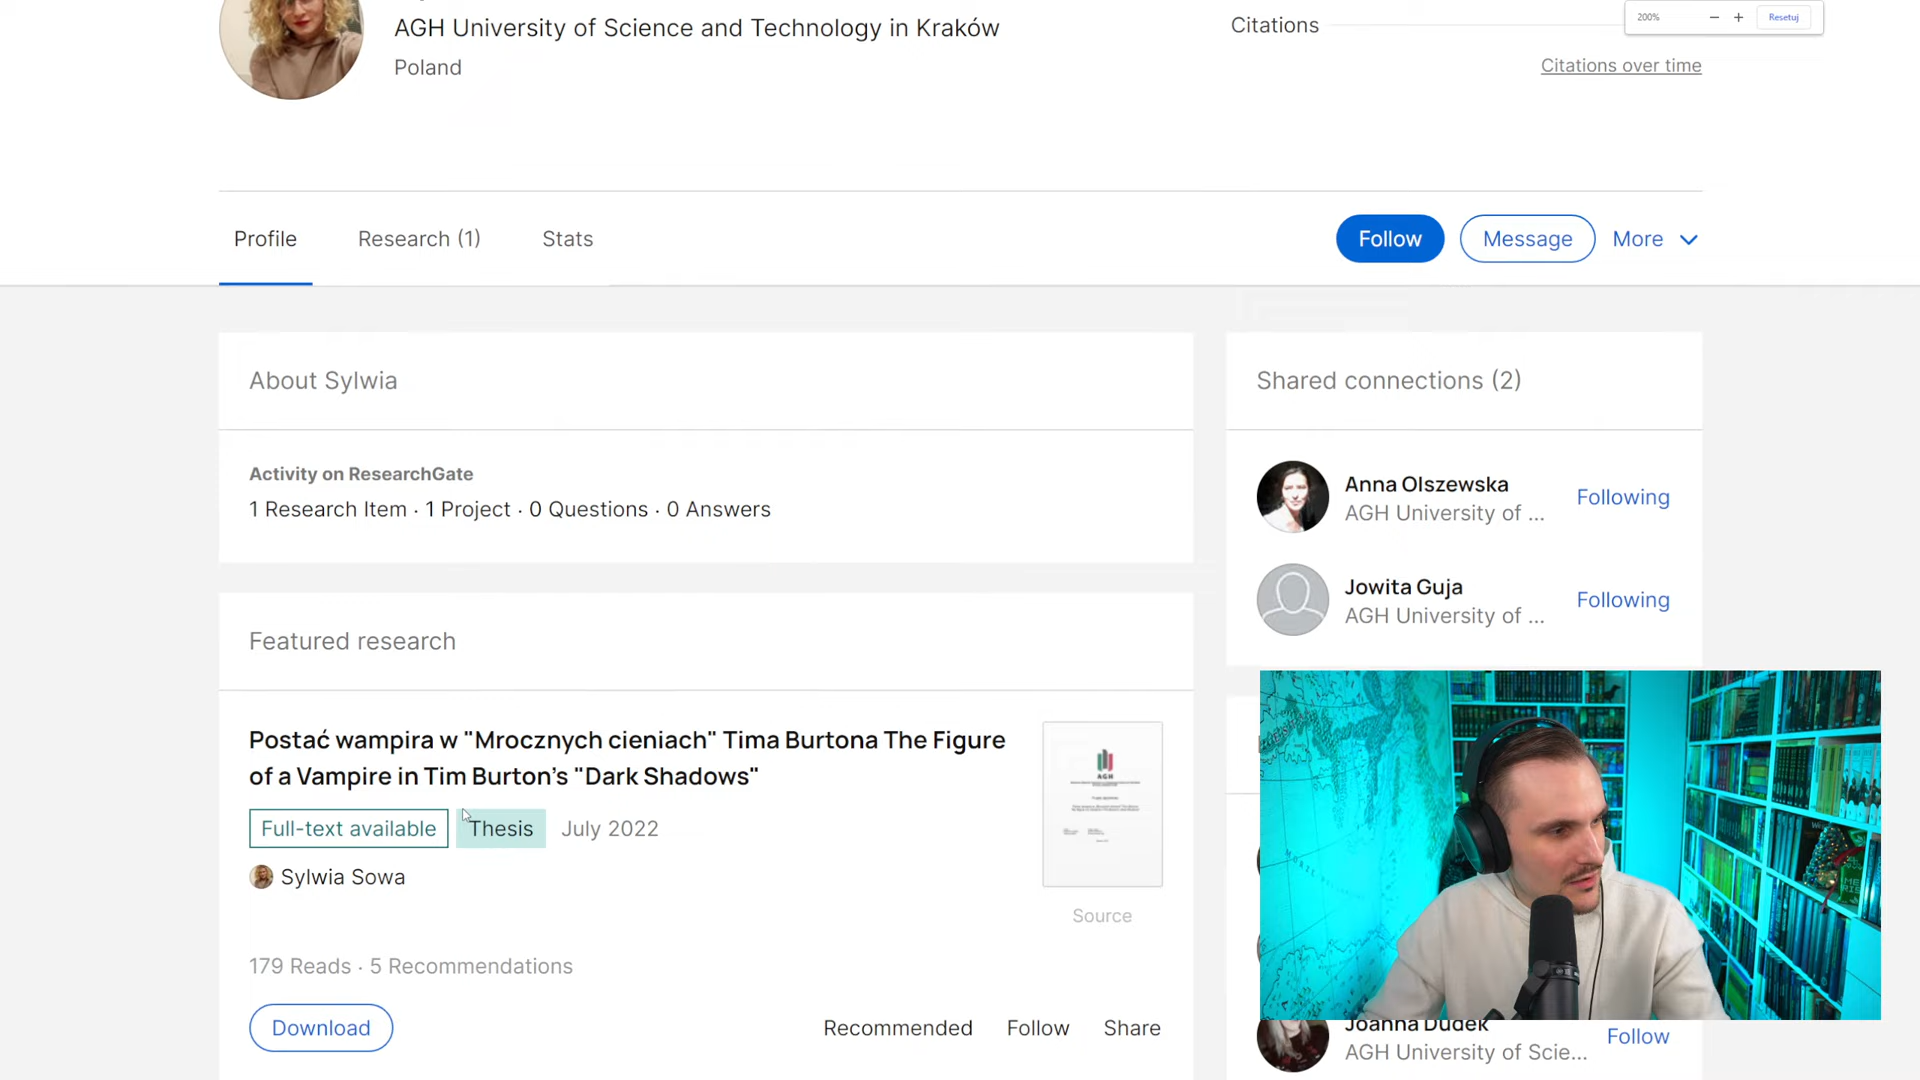 AGH University of Science and Technology in Kraków
Poland
Citations
Citations over time
200%
Resetuj
Profile
Research (1)
Stats
Follow
Message
More
About Sylwia
Activity on ResearchGate
1 Research Item · 1 Project · 0 Questions · 0 Answers
Featured research
Postać wampira w "Mrocznych cieniach" Tima Burtona The Figure
of a Vampire in Tim Burton's "Dark Shadows"
Full-text available
Thesis
July 2022
Sylwia Sowa
AGH
Source
179 Reads · 5 Recommendations
Download
Recommended
Follow
Share
Shared connections (2)
Anna Olszewska
AGH University of ...
Following
Jowita Guja
AGH University of ...
Following
Joanna Dudek
AGH University of Scie...
Follow